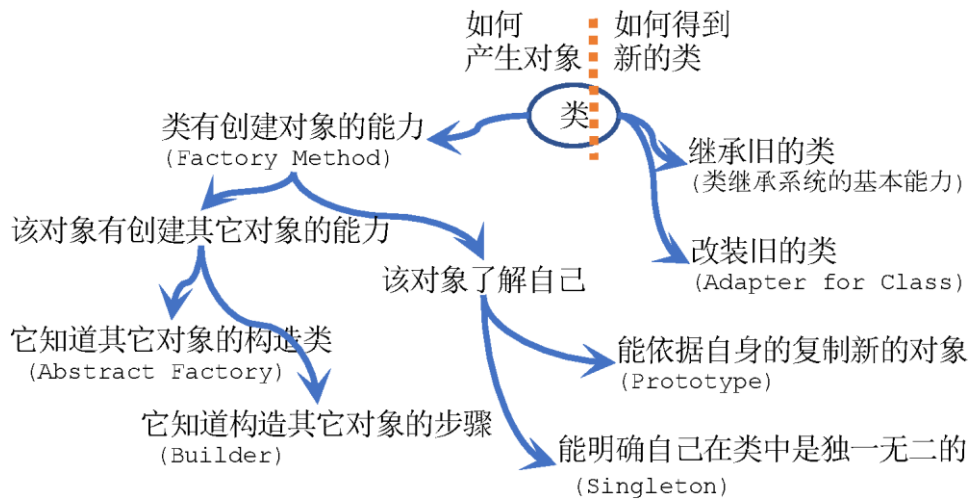 如何
产生对象
如何得到
新的类
类
类有创建对象的能力
(Factory Method)
继承旧的类
(类继承系统的基本能力)
该对象有创建其它对象的能力
改装旧的类
(Adapter for Class)
该对象了解自己
它知道其它对象的构造类
(Abstract Factory)
能依据自身的复制新的对象
(Prototype)
它知道构造其它对象的步骤
(Builder)
能明确自己在类中是独一无二的
(Singleton)